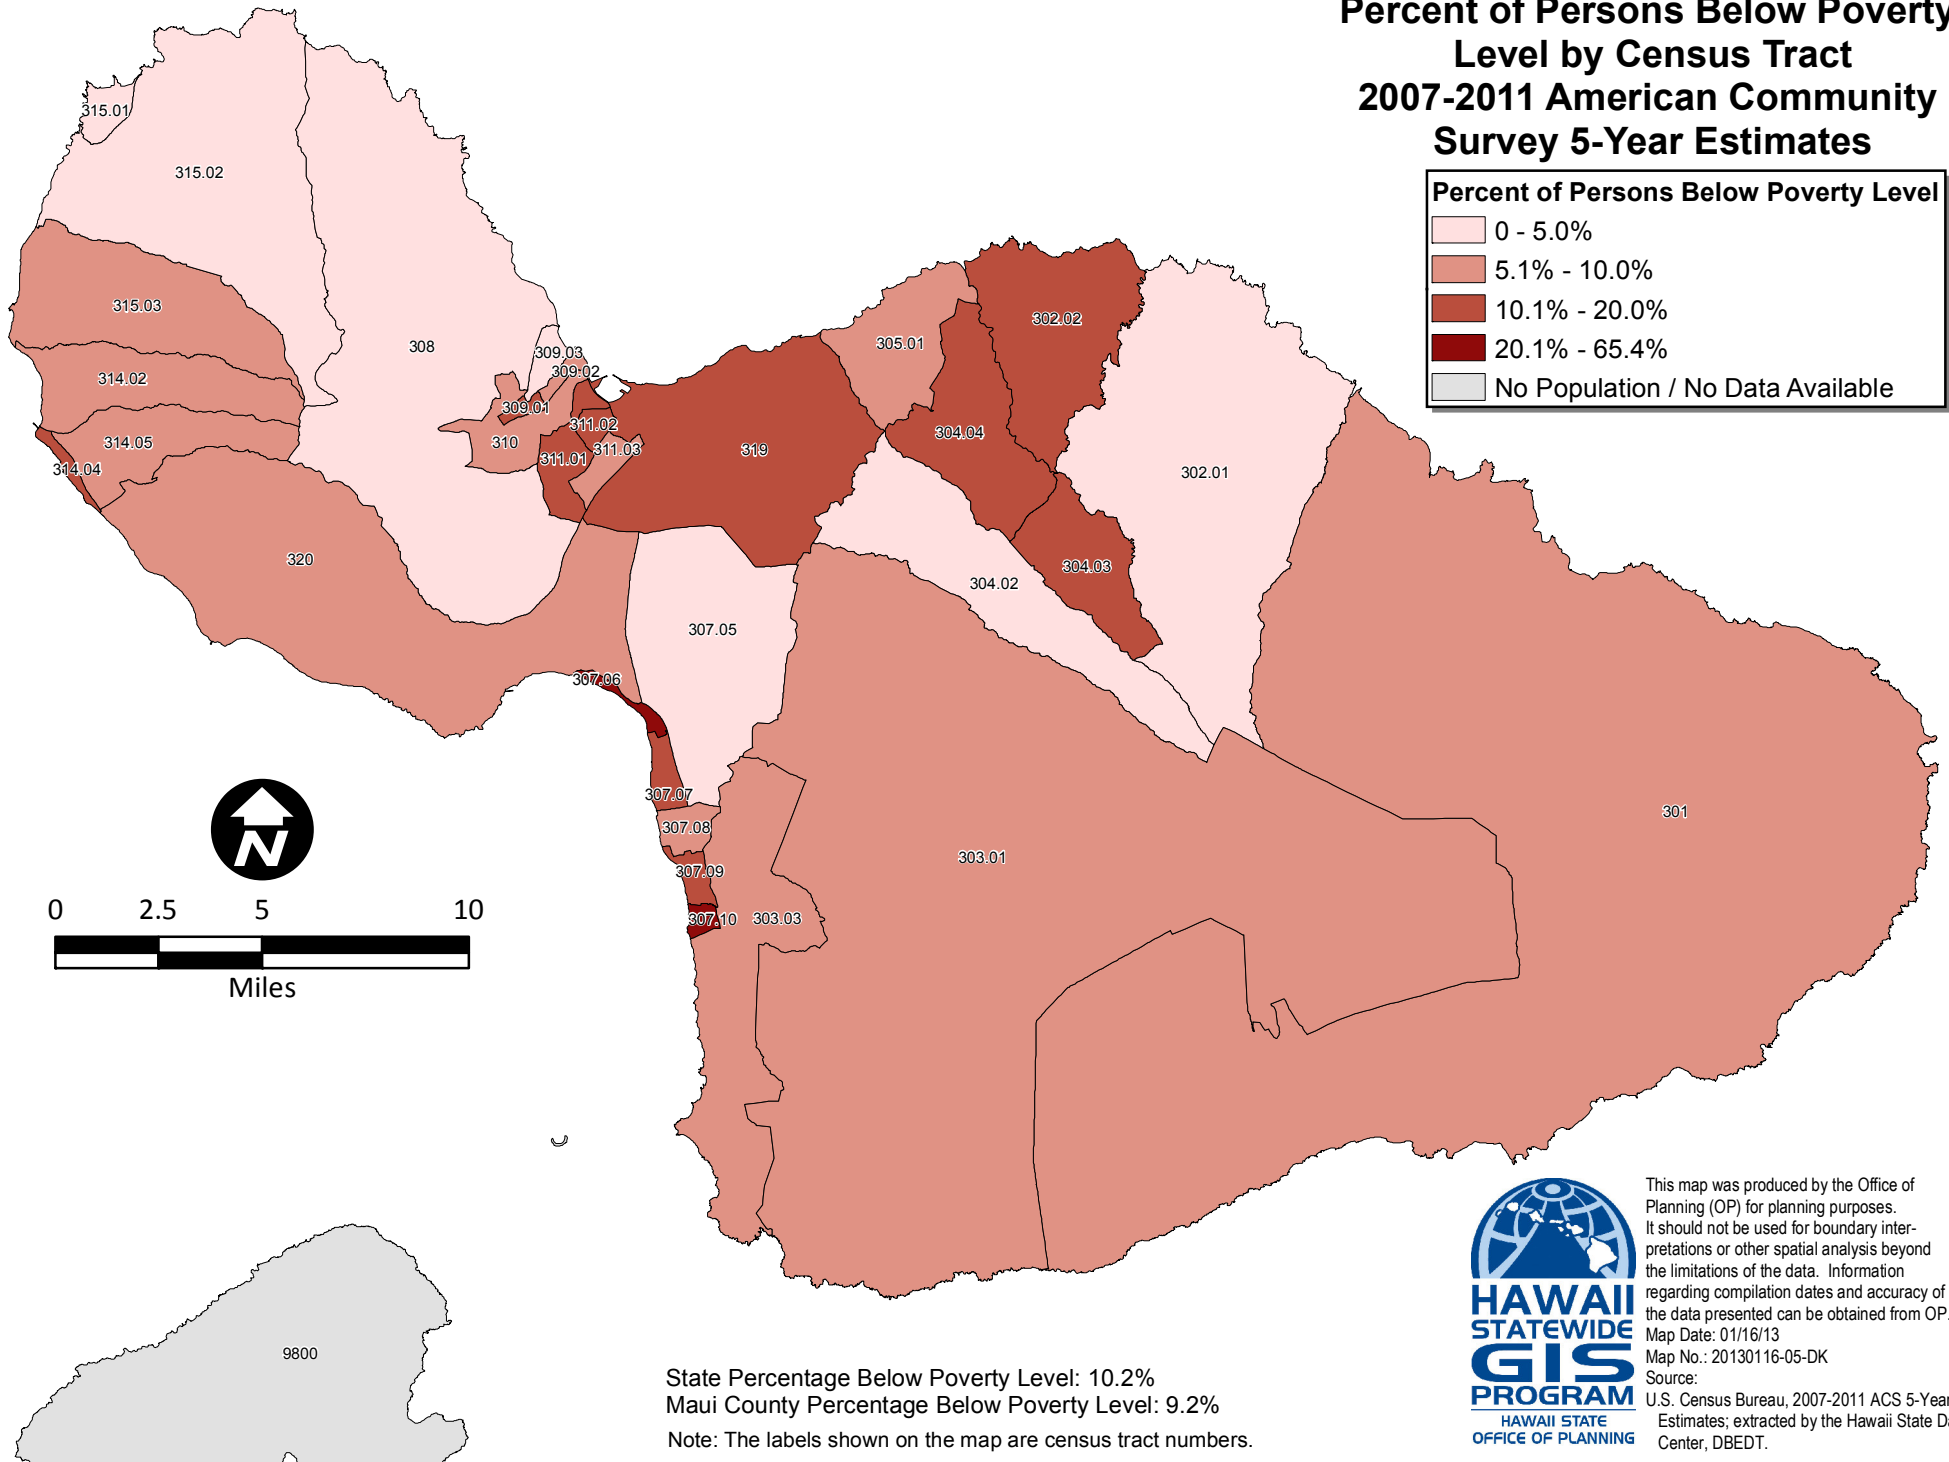 Percent of Persons Below Poverty
Level by Census Tract
2007-2011 American Community
Survey 5-Year Estimates
Percent of Persons Below Poverty Level
0 - 5.0%
5.1% - 10.0%
10.1% - 20.0%
20.1% - 65.4%
No Population / No Data Available
315.01
315.02
315.03
308
314.02
314.05
314.04
320
309.03
309.02
309.01
310
311.02
311.01
311.03
319
305.01
302.02
304.04
302.01
304.03
304.02
307.05
307.06
307.07
307.08
307.09
307.10
303.03
303.01
301
N
0 2.5 5 10
Miles
9800
State Percentage Below Poverty Level: 10.2%
Maui County Percentage Below Poverty Level: 9.2%
Note: The labels shown on the map are census tract numbers.
HAWAII
STATEWIDE
GIS
PROGRAM
HAWAII STATE
OFFICE OF PLANNING
This map was produced by the Office of
Planning (OP) for planning purposes.
It should not be used for boundary inter-
pretations or other spatial analysis beyond
the limitations of the data. Information
regarding compilation dates and accuracy of
the data presented can be obtained from OP.
Map Date: 01/16/13
Map No.: 20130116-05-DK
Source:
U.S. Census Bureau, 2007-2011 ACS 5-Year
Estimates; extracted by the Hawaii State
Center, DBEDT.